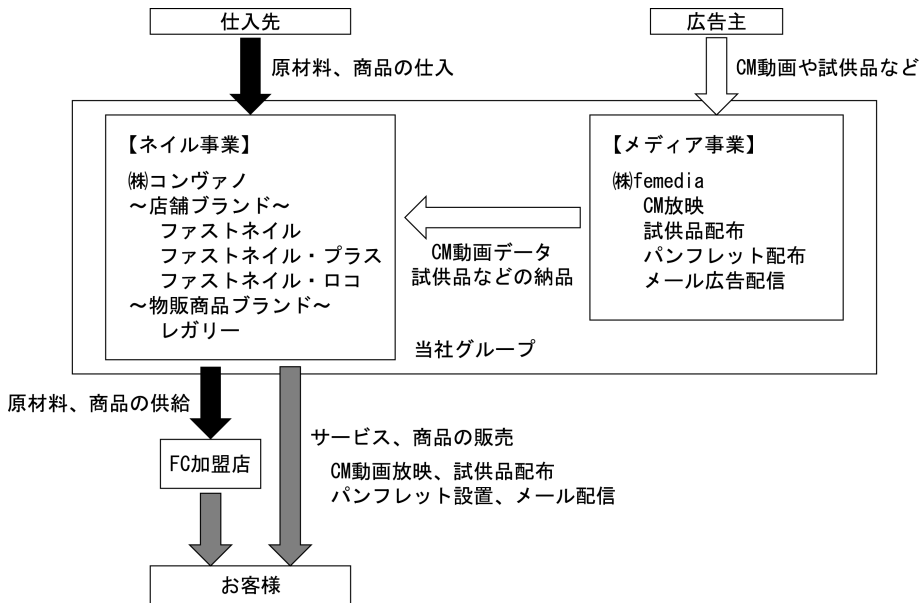 仕入先
広告主
原材料、商品の仕入
CM動画や試供品など
【ネイル事業】
㈱コンヴァノ
～店舗ブランド～
ファストネイル
ファストネイル・プラス
ファストネイル・ロコ
～物販商品ブランド～
レガリー
CM動画データ
試供品などの納品
【メディア事業】
㈱femedia
CM放映
試供品配布
パンフレット配布
メール広告配信
当社グループ
原材料、商品の供給
FC加盟店
サービス、商品の販売
CM動画放映、試供品配布
パンフレット設置、メール配信
お客様